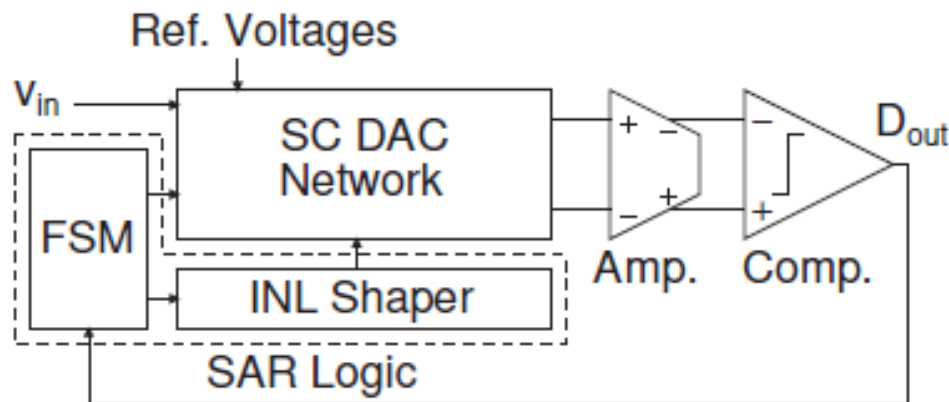 Ref. Voltages
vin
SC DAC
Network
+
−
−
+
−
+
Dout
FSM
INL Shaper
Amp.
Comp.
SAR Logic